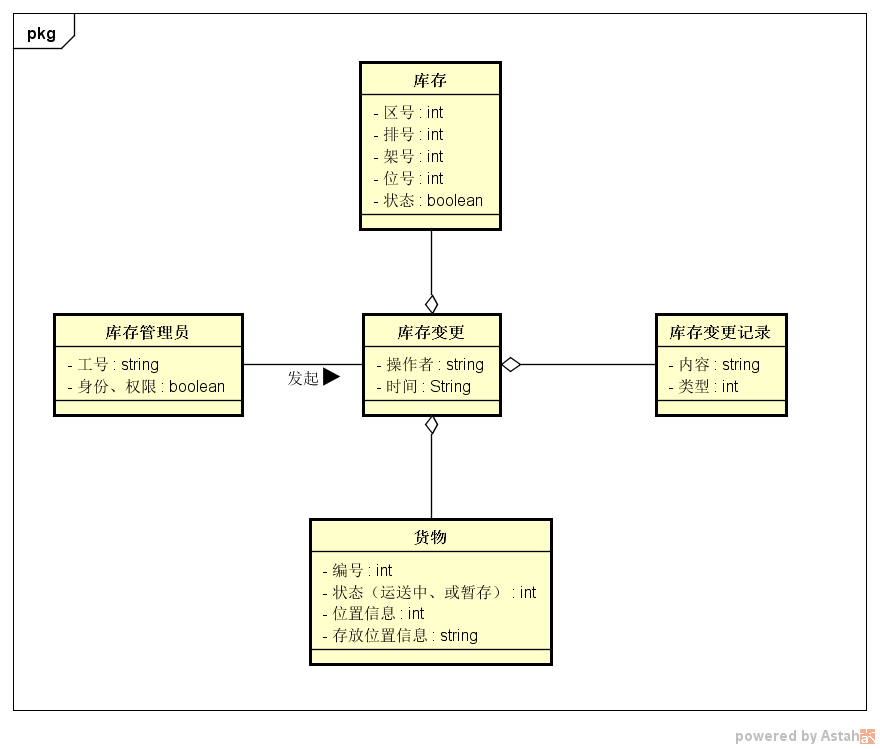 pkg
库存
- 区号 : int
- 排号 : int
- 架号 : int
- 位号 : int
- 状态 : boolean
库存管理员
- 工号 : string
- 身份、权限 : boolean
发起
库存变更
- 操作者 : string
- 时间 : String
库存变更记录
- 内容 : string
- 类型 : int
货物
- 编号 : int
- 状态（运送中、或暂存） : int
- 位置信息 : int
- 存放位置信息 : string
powered by Astah